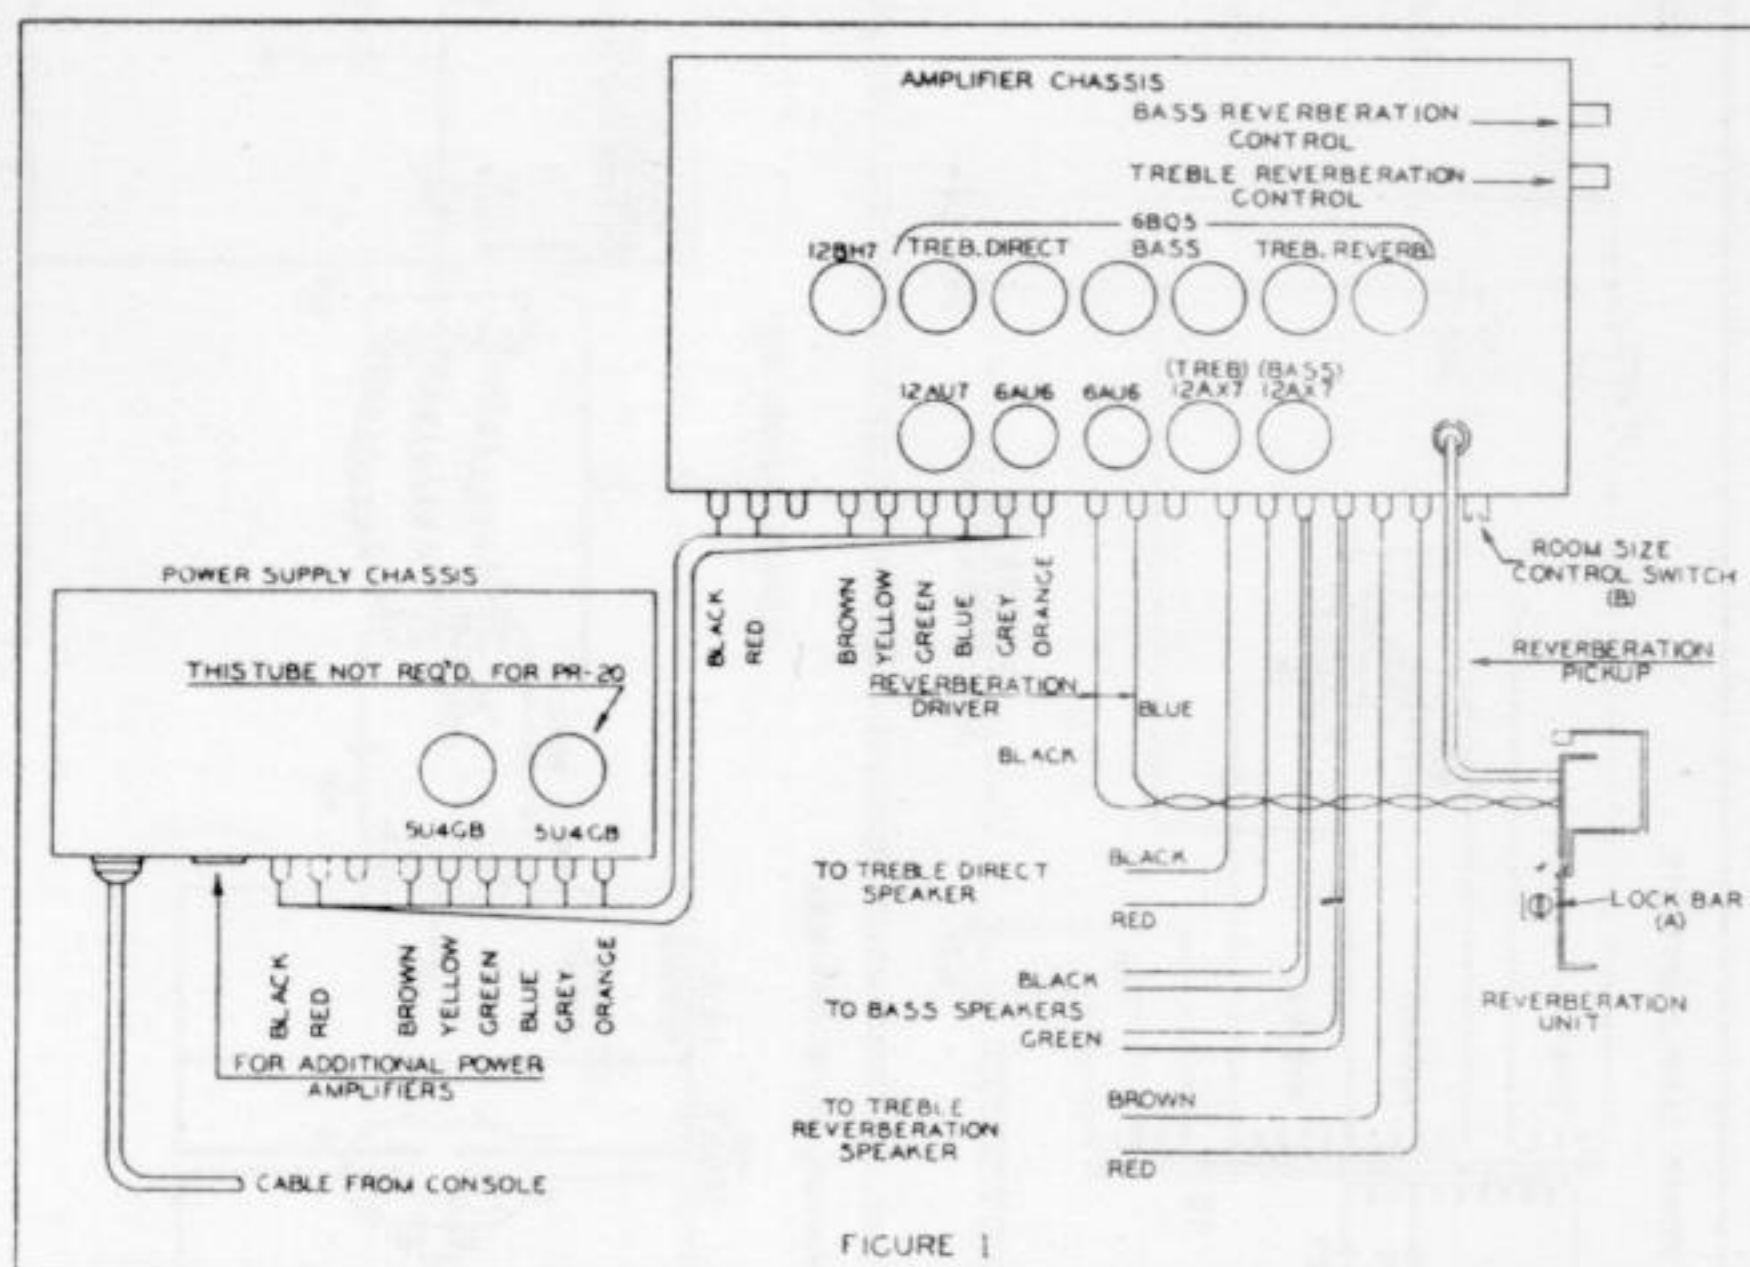 AMPLIFIER CHASSIS
BASS REVERBERATION
CONTROL
TREBLE REVERBERATION
CONTROL
6BQ5
12BH7 TREB. DIRECT BASS TREB. REVERB.
(TREB) (BASS)
12AU7 6AU6 6AU6 12AX7 12AX7
ROOM SIZE
CONTROL SWITCH
(B)
BLACK
RED
BROWN
YELLOW
GREEN
BLUE
GREY
ORANGE
REVERBERATION
PICKUP
REVERBERATION
DRIVER
BLUE
BLACK
POWER SUPPLY CHASSIS
THIS TUBE NOT REQ'D. FOR PR-20
5U4GB 5U4GB
TO TREBLE DIRECT
SPEAKER
BLACK
RED
LOCK BAR
(A)
BLACK
RED
BROWN
YELLOW
GREEN
BLUE
GREY
ORANGE
BLACK
TO BASS SPEAKERS
GREEN
REVERBERATION
UNIT
FOR ADDITIONAL POWER
AMPLIFIERS
TO TREBLE
REVERBERATION
SPEAKER
BROWN
RED
CABLE FROM CONSOLE
FIGURE 1